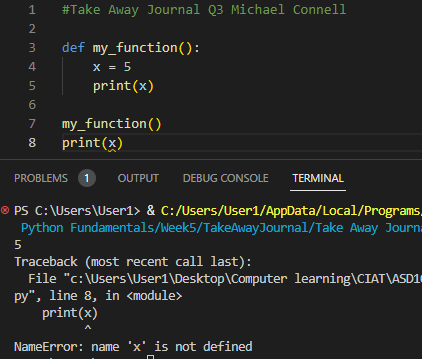 1 #Take Away Journal Q3 Michael Connell
2
3 def my_function():
4     x = 5
5     print(x)
6
7 my_function()
8 print(x)
PROBLEMS 1 OUTPUT DEBUG CONSOLE TERMINAL
PS C:\Users\User1> & C:/Users/User1/AppData/Local/Programs/
Python Fundamentals/Week5/TakeAwayJournal/Take Away Journ
5
Traceback (most recent call last):
  File "c:\Users\User1\Desktop\Computer learning\CIAT\ASD1
py", line 8, in <module>
    print(x)
          ^
NameError: name 'x' is not defined